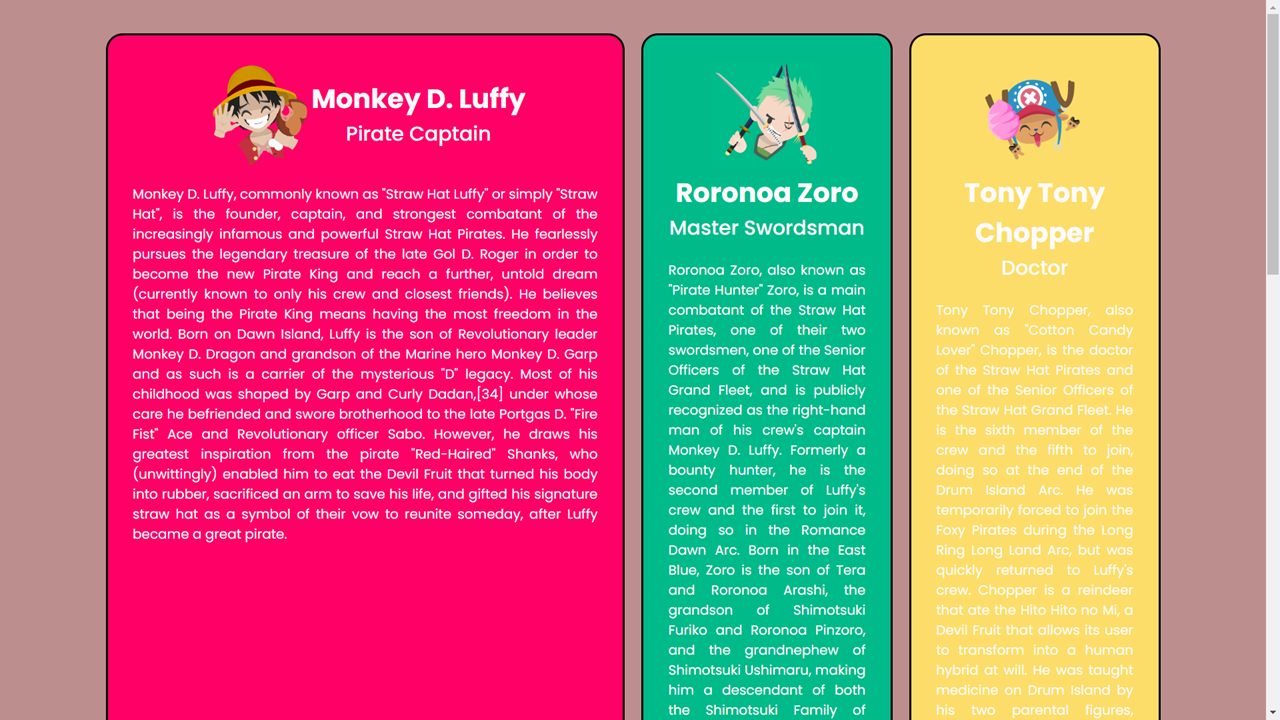 Monkey D. Luffy
Pirate Captain
Monkey D. Luffy, commonly known as "Straw Hat Luffy" or simply "Straw
Hat", is the founder, captain, and strongest combatant of the
increasingly infamous and powerful Straw Hat Pirates. He fearlessly
pursues the legendary treasure of the late Gol D. Roger in order to
become the new Pirate King and reach a further, untold dream
(currently known to only his crew and closest friends). He believes
that being the Pirate King means having the most freedom in the
world. Born on Dawn Island, Luffy is the son of Revolutionary leader
Monkey D. Dragon and grandson of the Marine hero Monkey D. Garp
and as such is a carrier of the mysterious "D" legacy. Most of his
childhood was shaped by Garp and Curly Dadan,[34] under whose
care he befriended and swore brotherhood to the late Portgas D. "Fire
Fist" Ace and Revolutionary officer Sabo. However, he draws his
greatest inspiration from the pirate "Red-Haired" Shanks, who
(unwittingly) enabled him to eat the Devil Fruit that turned his body
into rubber, sacrificed an arm to save his life, and gifted his signature
straw hat as a symbol of their vow to reunite someday, after Luffy
became a great pirate.
Roronoa Zoro
Master Swordsman
Roronoa Zoro, also known as
"Pirate Hunter" Zoro, is a main
combatant of the Straw Hat
Pirates, one of their two
swordsmen, one of the Senior
Officers of the Straw Hat
Grand Fleet, and is publicly
recognized as the right-hand
man of his crew's captain
Monkey D. Luffy. Formerly a
bounty hunter, he is the
second member of Luffy's
crew and the first to join it,
doing so in the Romance
Dawn Arc. Born in the East
Blue, Zoro is the son of Tera
and Roronoa Arashi, the
grandson of Shimotsuki
Furiko and Roronoa Pinzoro,
and the grandnephew of
Shimotsuki Ushimaru, making
him a descendant of both
the Shimotsuki Family of
Tony Tony
Chopper
Doctor
Tony Tony Chopper, also
known as "Cotton Candy
Lover" Chopper, is the doctor
of the Straw Hat Pirates and
one of the Senior Officers of
the Straw Hat Grand Fleet. He
is the sixth member of the
crew and the fifth to join,
doing so at the end of the
Drum Island Arc. He was
temporarily forced to join the
Foxy Pirates during the Long
Ring Long Land Arc, but was
quickly returned to Luffy's
crew. Chopper is a reindeer
that ate the Hito Hito no Mi, a
Devil Fruit that allows its user
to transform into a human
hybrid at will. He was taught
medicine on Drum Island by
his two parental figures,